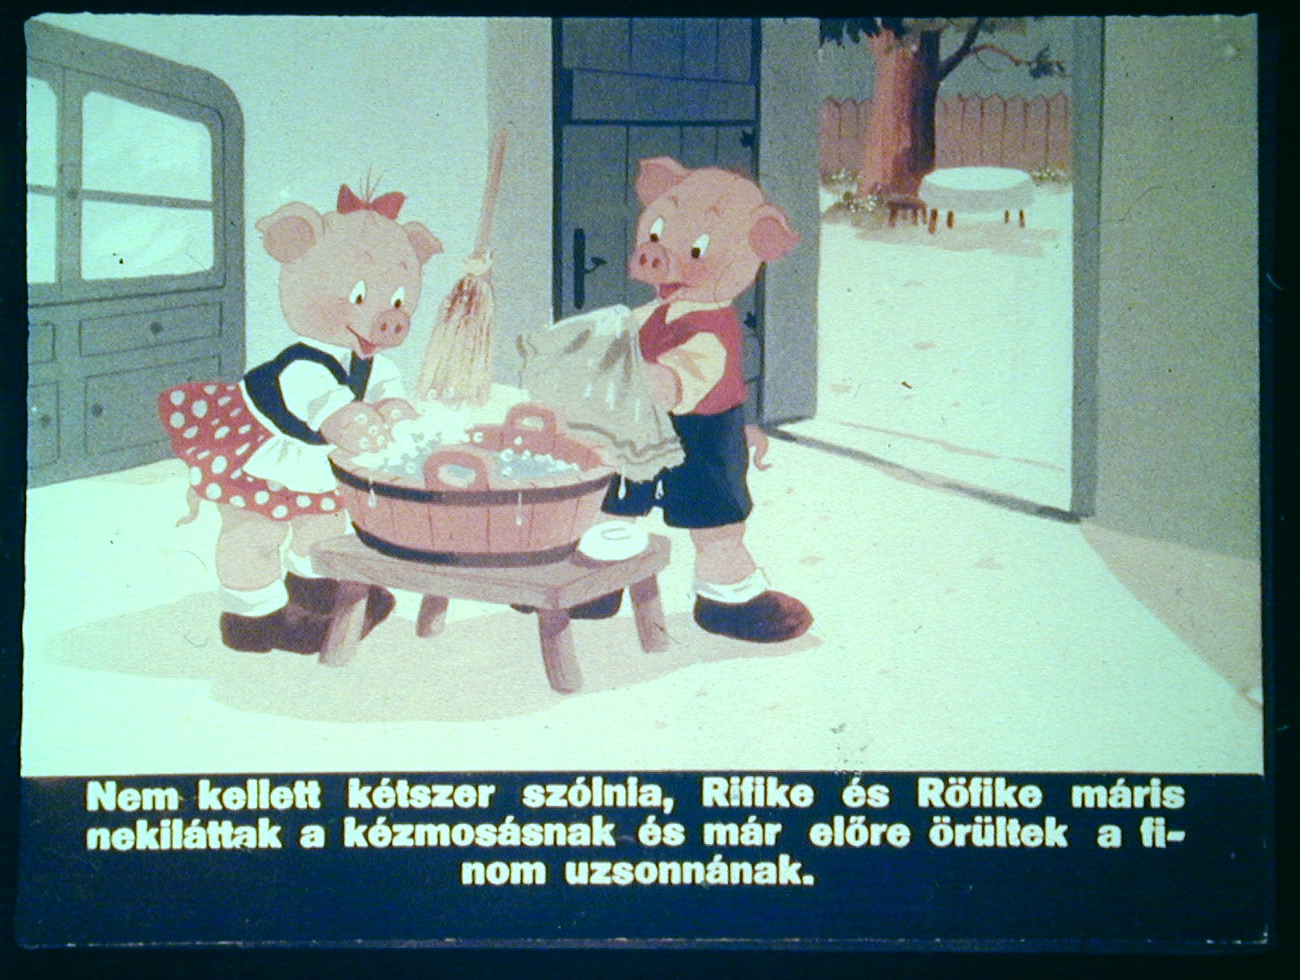 Nem kellett kétszer szólnia, Rifike és Röfike máris
nekiláttak a kézmosásnak és már előre örültek a fi-
nom uzsonnának.